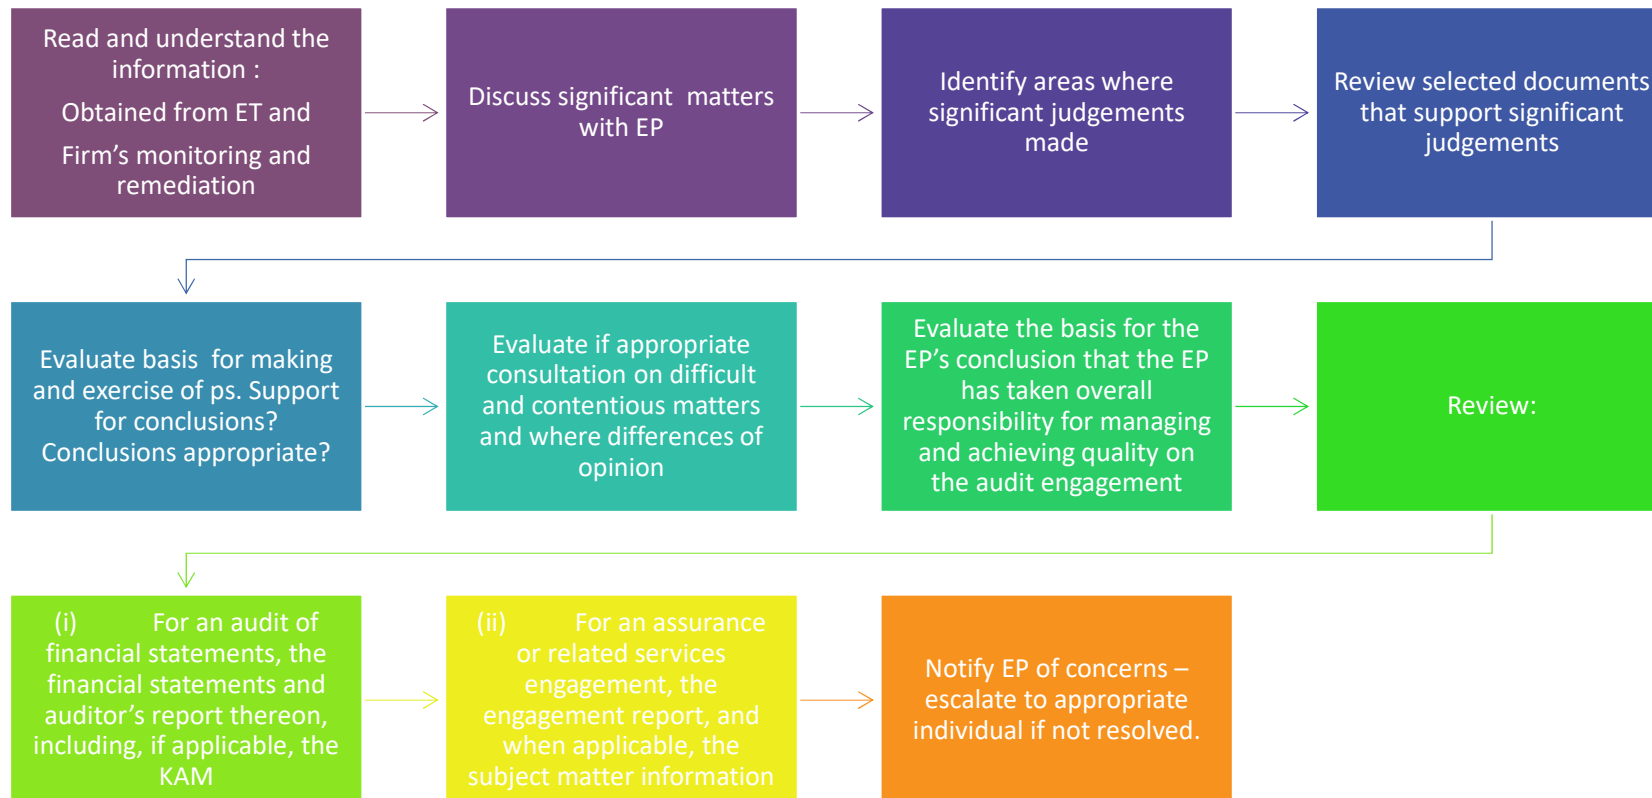 Read and understand the
information :
Obtained from ET and
Firm's monitoring and
remediation
Discuss significant  matters
with EP
Identify areas where
significant judgements
made
Review selected documents
that support significant
judgements
Evaluate basis  for making
and exercise of ps. Support
for conclusions?
Conclusions appropriate?
Evaluate if appropriate
consultation on difficult
and contentious matters
and where differences of
opinion
Evaluate the basis for the
EP's conclusion that the EP
has taken overall
responsibility for managing
and achieving quality on
the audit engagement
Review:
(i) For an audit of
financial statements, the
financial statements and
auditor's report thereon,
including, if applicable, the
KAM
(ii) For an assurance
or related services
engagement, the
engagement report, and
when applicable, the
subject matter information
Notify EP of concerns –
escalate to appropriate
individual if not resolved.